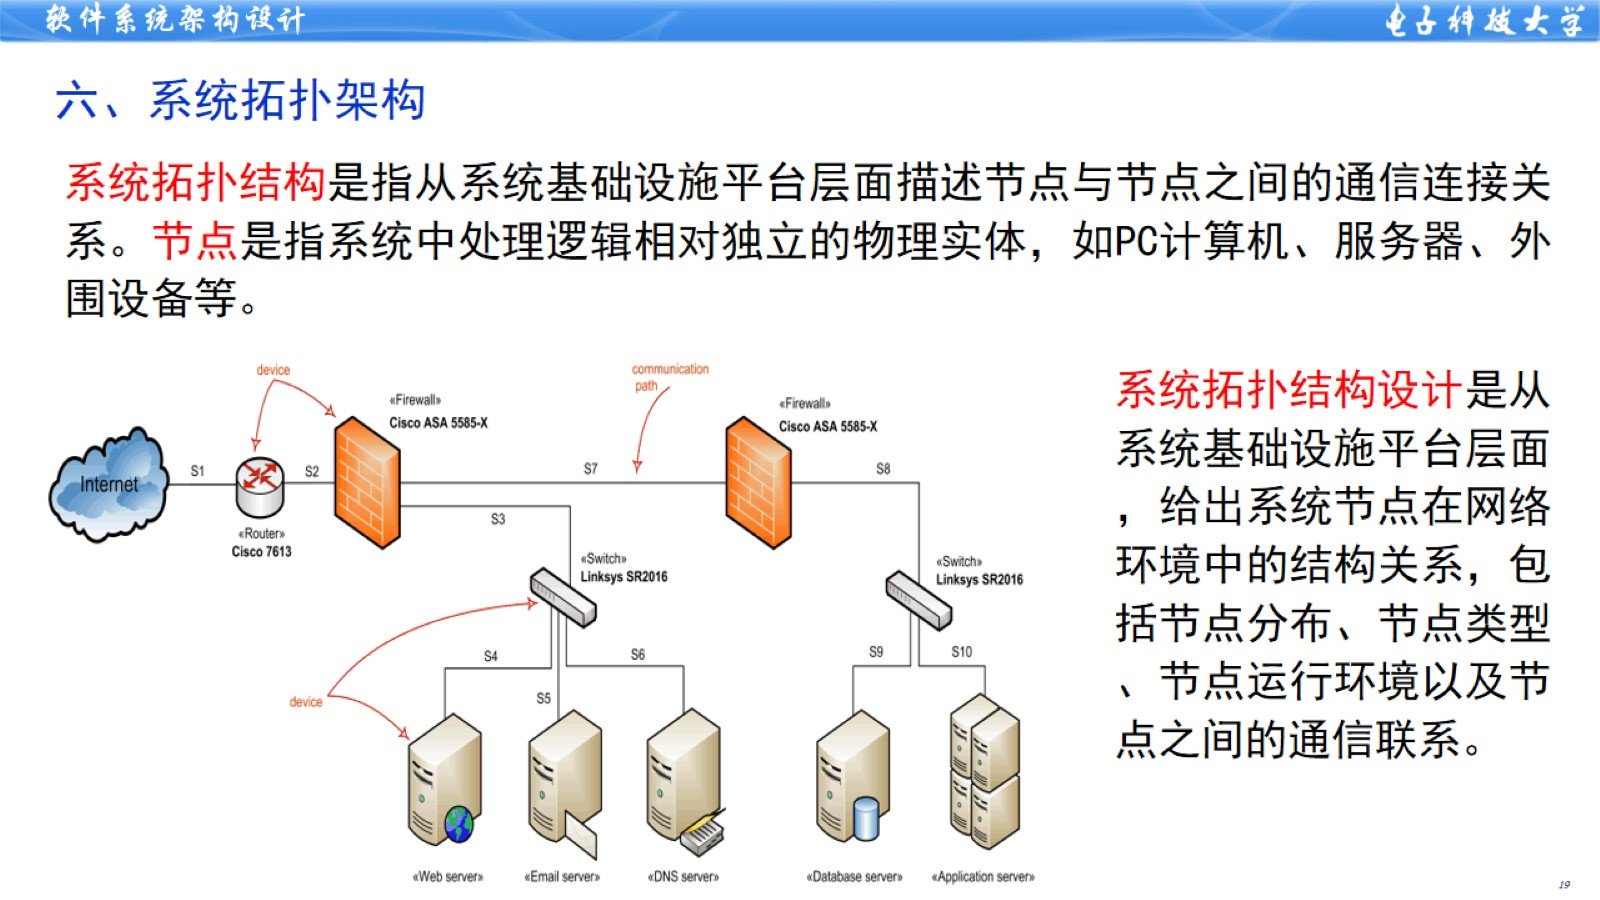 软件系统架构设计
电子科技大学
六、系统拓扑架构
系统拓扑结构是指从系统基础设施平台层面描述节点与节点之间的通信连接关
系。节点是指系统中处理逻辑相对独立的物理实体，如PC计算机、服务器、外
围设备等。
device
communication
path
«Firewall»
Cisco ASA 5585-X
«Firewall»
Cisco ASA 5585-X
Internet
S1
S2
S7
S8
S3
«Router»
Cisco 7613
«Switch»
Linksys SR2016
«Switch»
Linksys SR2016
S4
S6
S9
S10
S5
device
«Web server»
«Email server»
«DNS server»
«Database server»
«Application server»
系统拓扑结构设计是从
系统基础设施平台层面
，给出系统节点在网络
环境中的结构关系，包
括节点分布、节点类型
、节点运行环境以及节
点之间的通信联系。
19